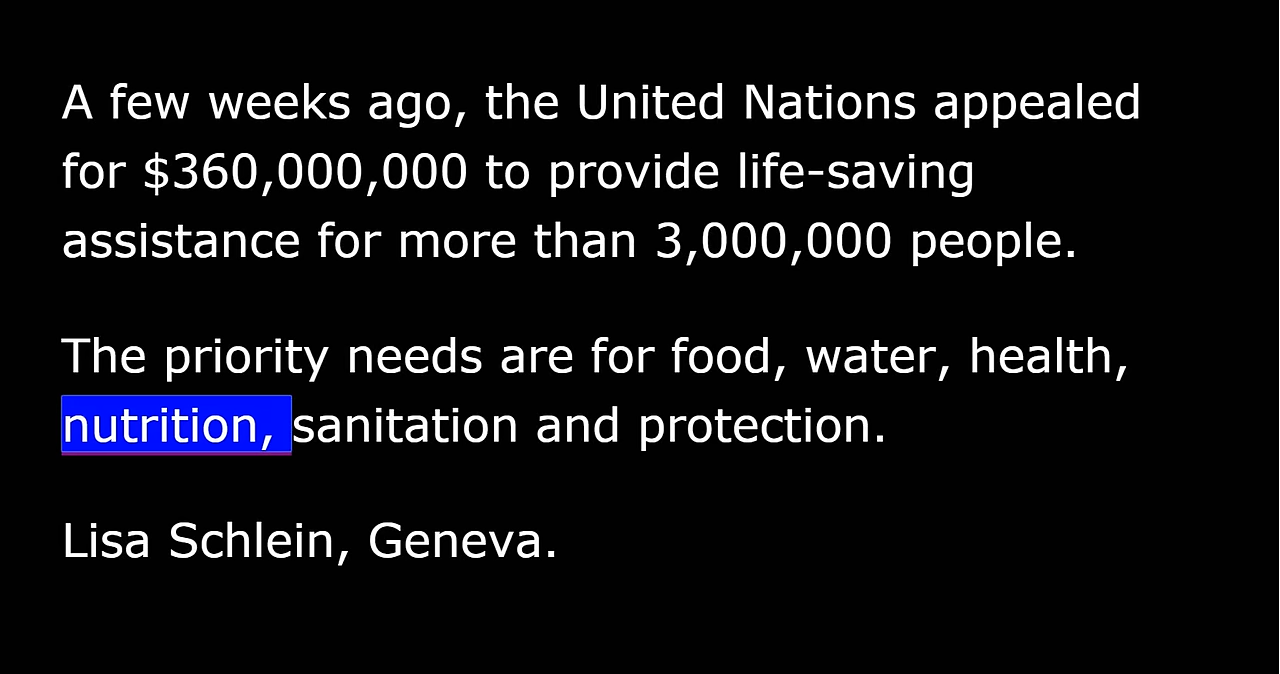 A few weeks ago, the United Nations appealed
for $360,000,000 to provide life-saving
assistance for more than 3,000,000 people.
The priority needs are for food, water, health,
nutrition, sanitation and protection.
Lisa Schlein, Geneva.